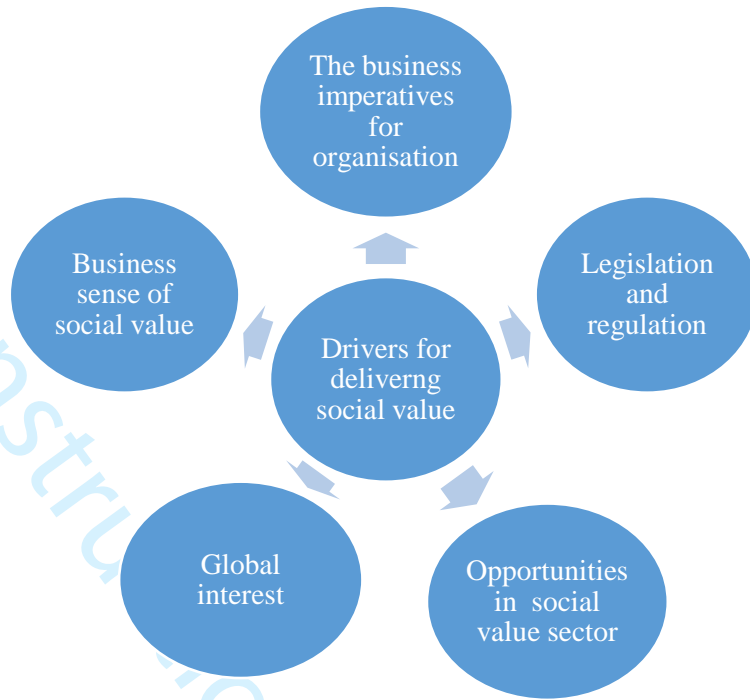 The business
imperatives
for
organisation
Business
sense of
social value
Legislation
and
regulation
Drivers for
deliverng
social value
Global
interest
Opportunities
in social
value sector